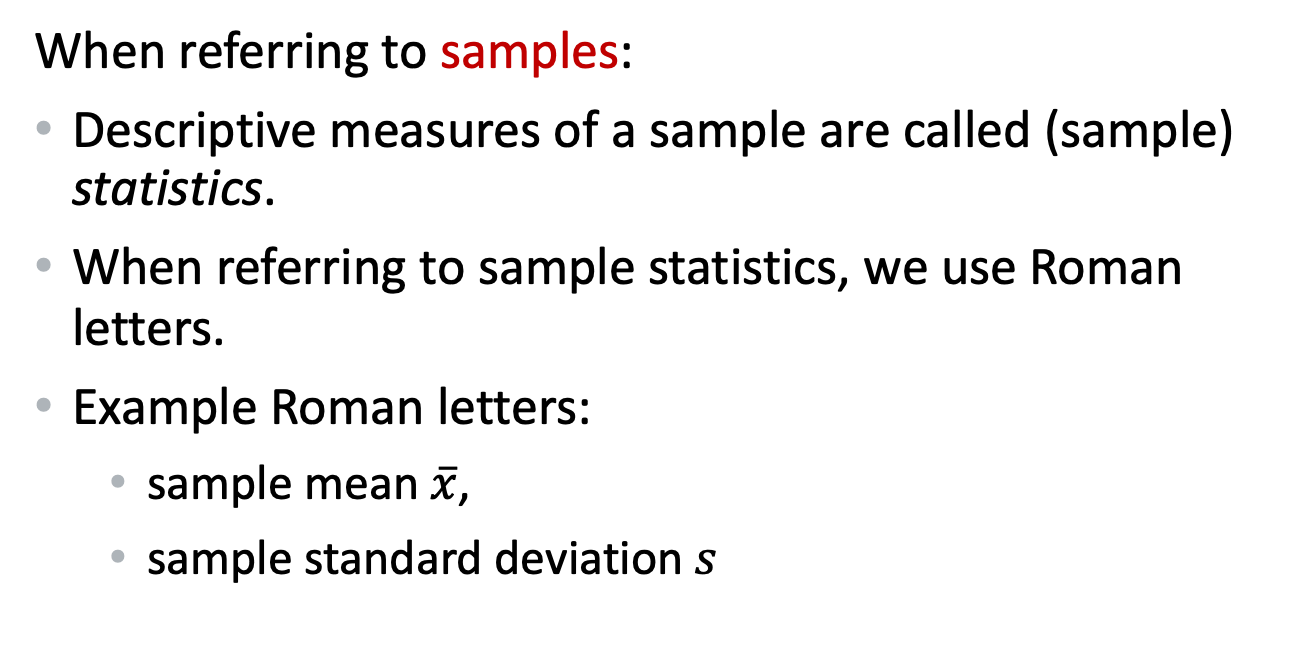 When referring to samples:
• Descriptive measures of a sample are called (sample)
statistics.
• When referring to sample statistics, we use Roman
letters.
• Example Roman letters:
• sample mean x̄,
• sample standard deviation s